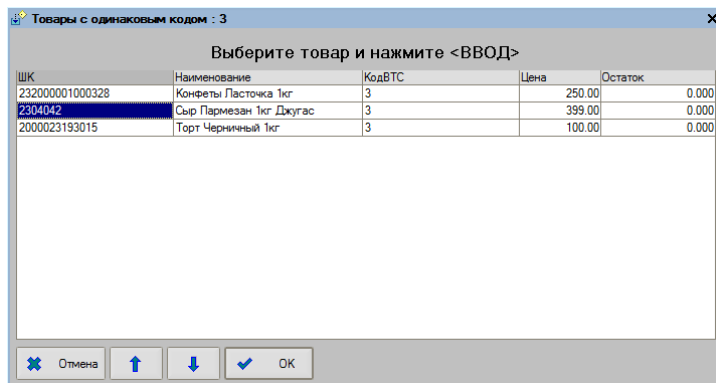 Товары с одинаковым кодом : 3
Выберите товар и нажмите <ВВОД>
ШК Наименование КодВТС Цена Остаток
232000001000328 Конфеты Ласточка 1кг 3 250.00 0.000
2304042 Сыр Пармезан 1кг Джугас 3 399.00 0.000
2000023193015 Торт Черничный 1кг 3 100.00 0.000
Отмена OK